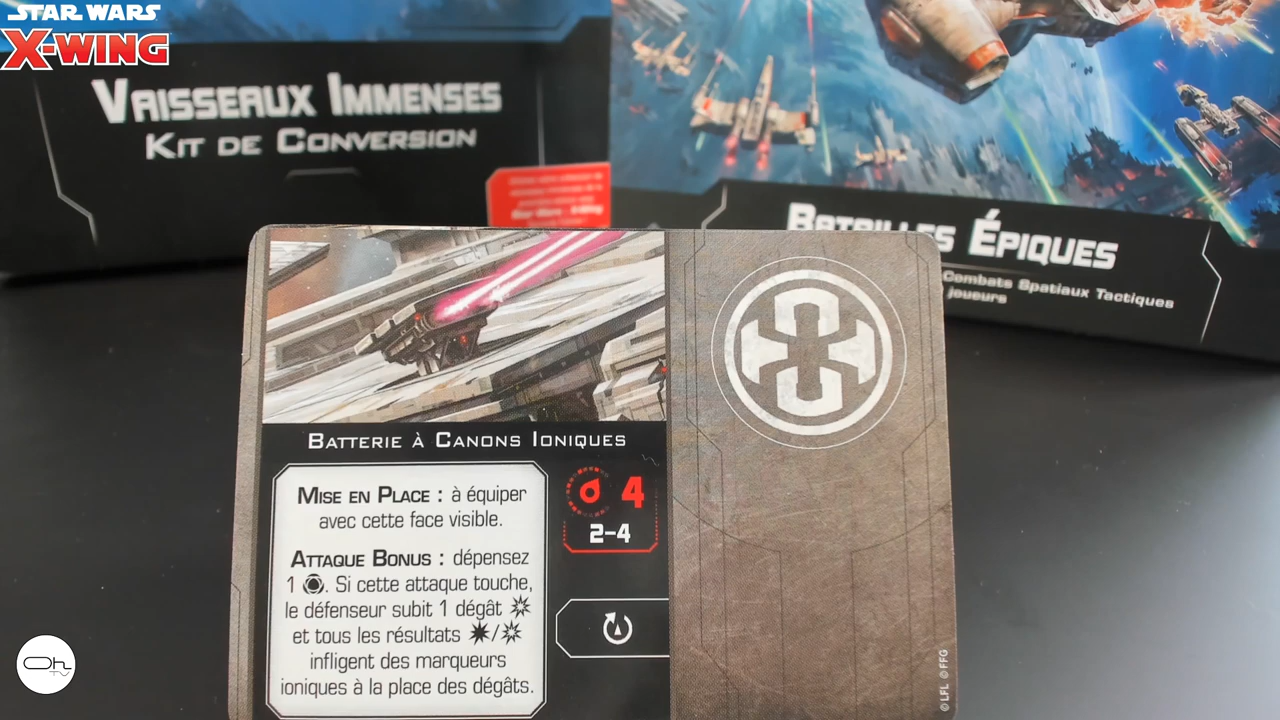 STAR WARS
X-WING
VAISSEAUX IMMENSES
KIT DE CONVERSION
BATAILLES ÉPIQUES
Combats Spatiaux Tactiques
joueurs
BATTERIE À CANONS IONIQUES
MISE EN PLACE : à équiper
avec cette face visible.
ATTAQUE BONUS : dépensez
1 . Si cette attaque touche,
le défenseur subit 1 dégât
et tous les résultats /
infligent des marqueurs
ioniques à la place des dégâts.
4
2-4
© LFL © FFG
Oh
TV